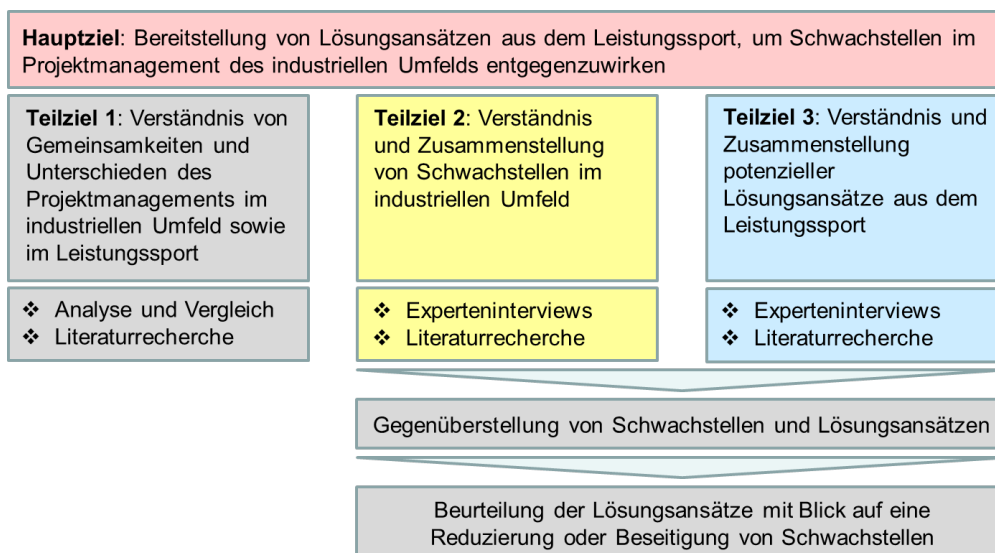 Hauptziel: Bereitstellung von Lösungsansätzen aus dem Leistungssport, um Schwachstellen im
Projektmanagement des industriellen Umfelds entgegenzuwirken
Teilziel 1: Verständnis von
Gemeinsamkeiten und
Unterschieden des
Projektmanagements im
industriellen Umfeld sowie
im Leistungssport
❖ Analyse und Vergleich
❖ Literaturrecherche
Teilziel 2: Verständnis
und Zusammenstellung
von Schwachstellen im
industriellen Umfeld
❖ Experteninterviews
❖ Literaturrecherche
Teilziel 3: Verständnis und
Zusammenstellung
potenzieller
Lösungsansätze aus dem
Leistungssport
❖ Experteninterviews
❖ Literaturrecherche
Gegenüberstellung von Schwachstellen und Lösungsansätzen
Beurteilung der Lösungsansätze mit Blick auf eine
Reduzierung oder Beseitigung von Schwachstellen